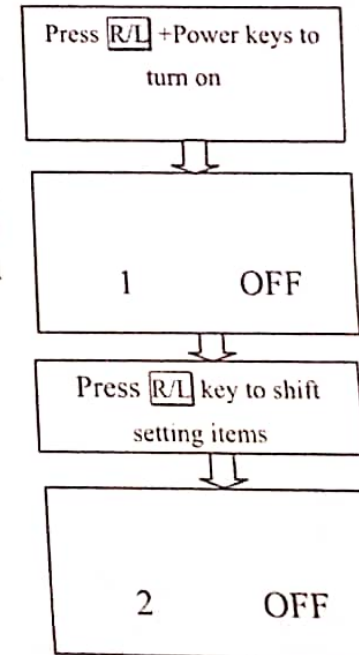 Press R/L +Power keys to
turn on
1 OFF
Press R/L key to shift
setting items
2 OFF